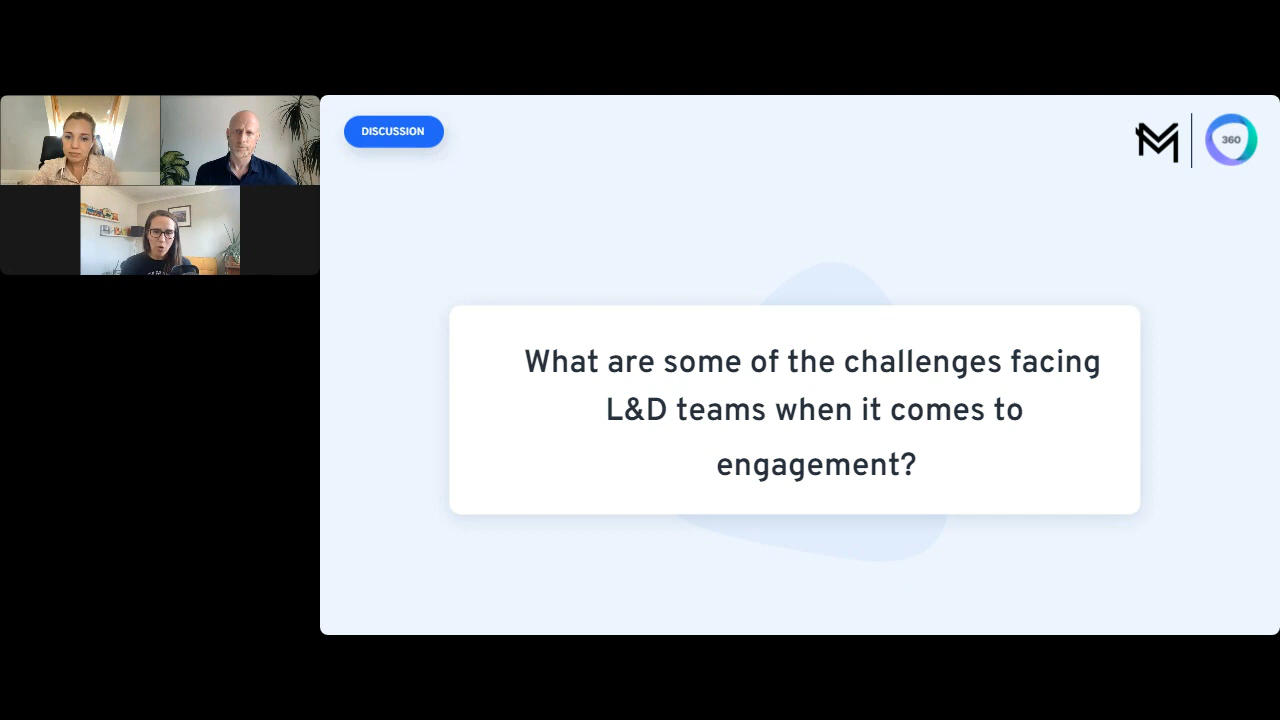 DISCUSSION
360
What are some of the challenges facing
L&D teams when it comes to
engagement?